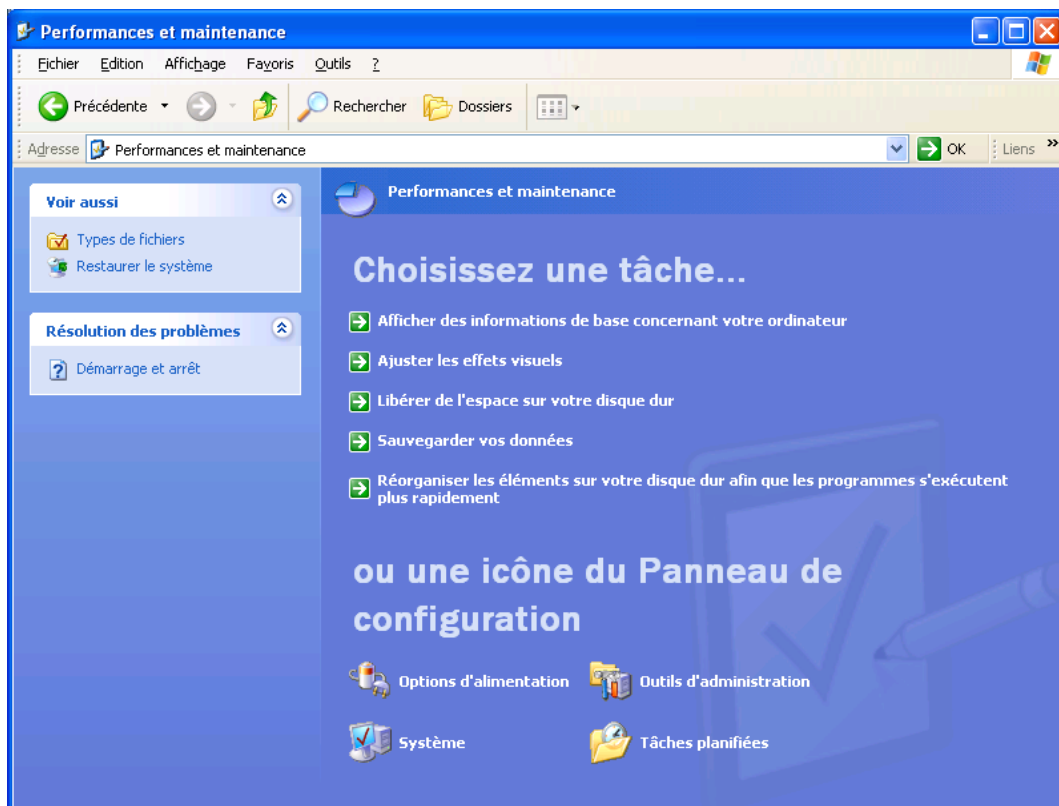 Performances et maintenance
Fichier Edition Affichage Favoris Outils ?
Précédente Rechercher Dossiers
Adresse Performances et maintenance OK Liens »
Voir aussi
Types de fichiers
Restaurer le système
Résolution des problèmes
Démarrage et arrêt
Performances et maintenance
Choisissez une tâche...
Afficher des informations de base concernant votre ordinateur
Ajuster les effets visuels
Libérer de l'espace sur votre disque dur
Sauvegarder vos données
Réorganiser les éléments sur votre disque dur afin que les programmes s'exécutent
plus rapidement
ou une icône du Panneau de
configuration
Options d'alimentation Outils d'administration
Système Tâches planifiées